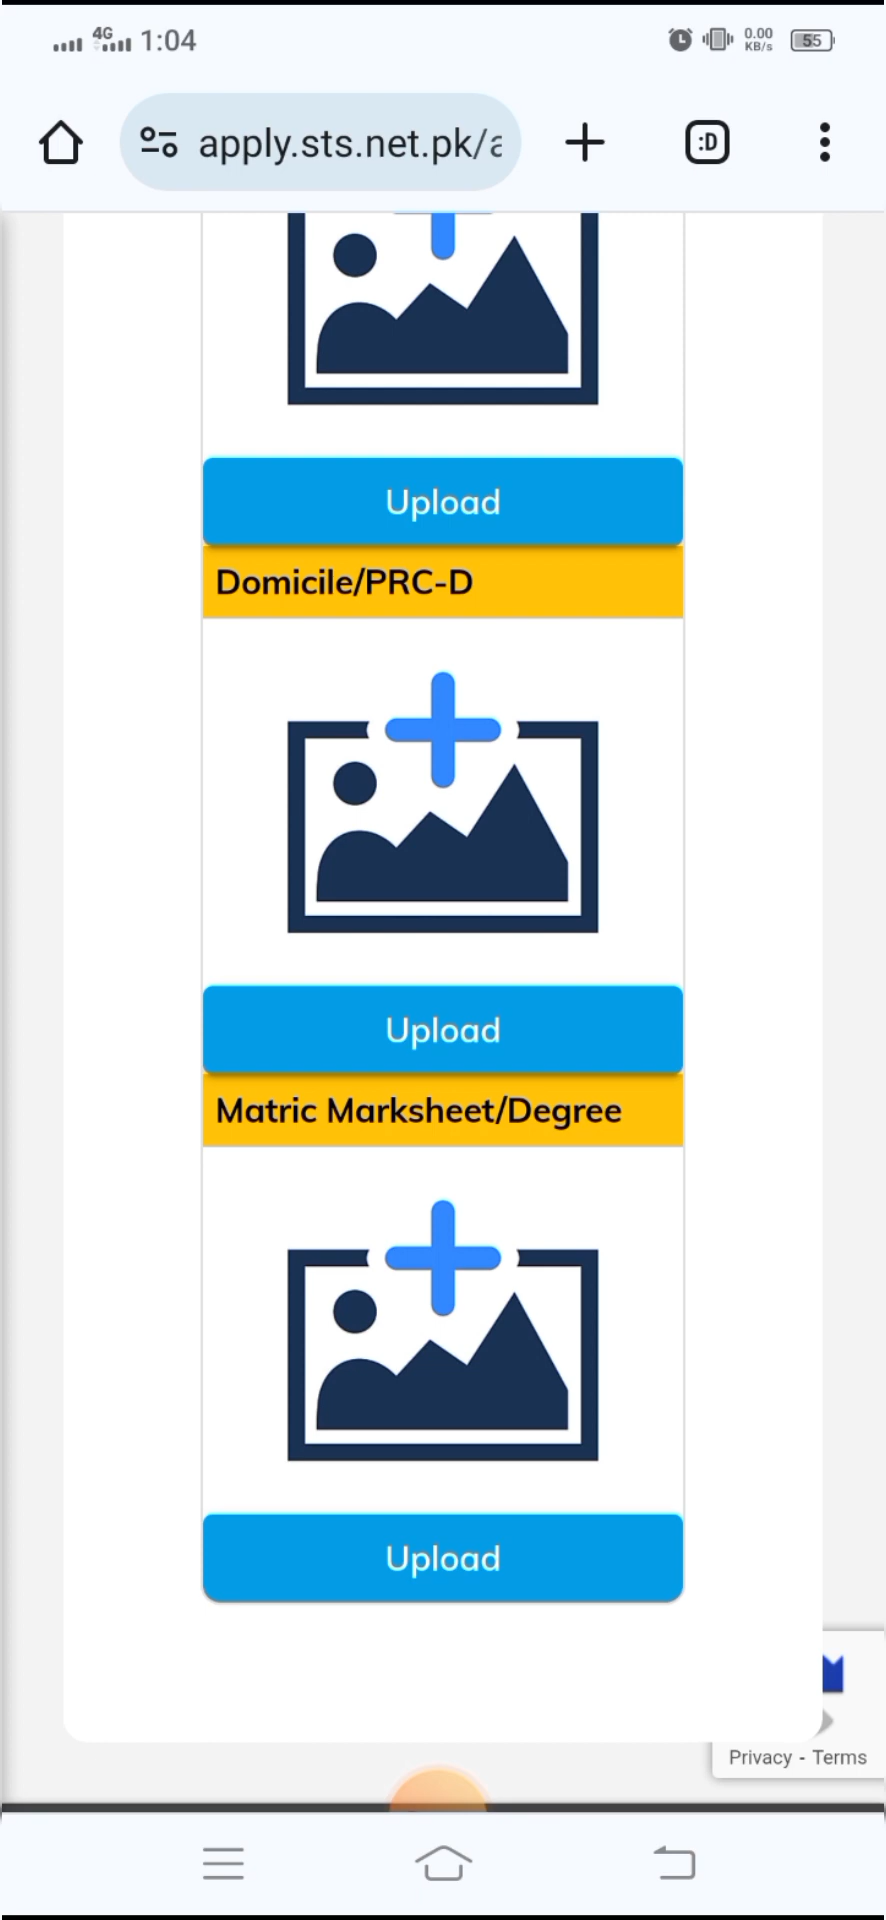 4G 1:04 0.00 KB/s 55
apply.sts.net.pk/a :D
Upload
Domicile/PRC-D
Upload
Matric Marksheet/Degree
Upload
Privacy - Terms